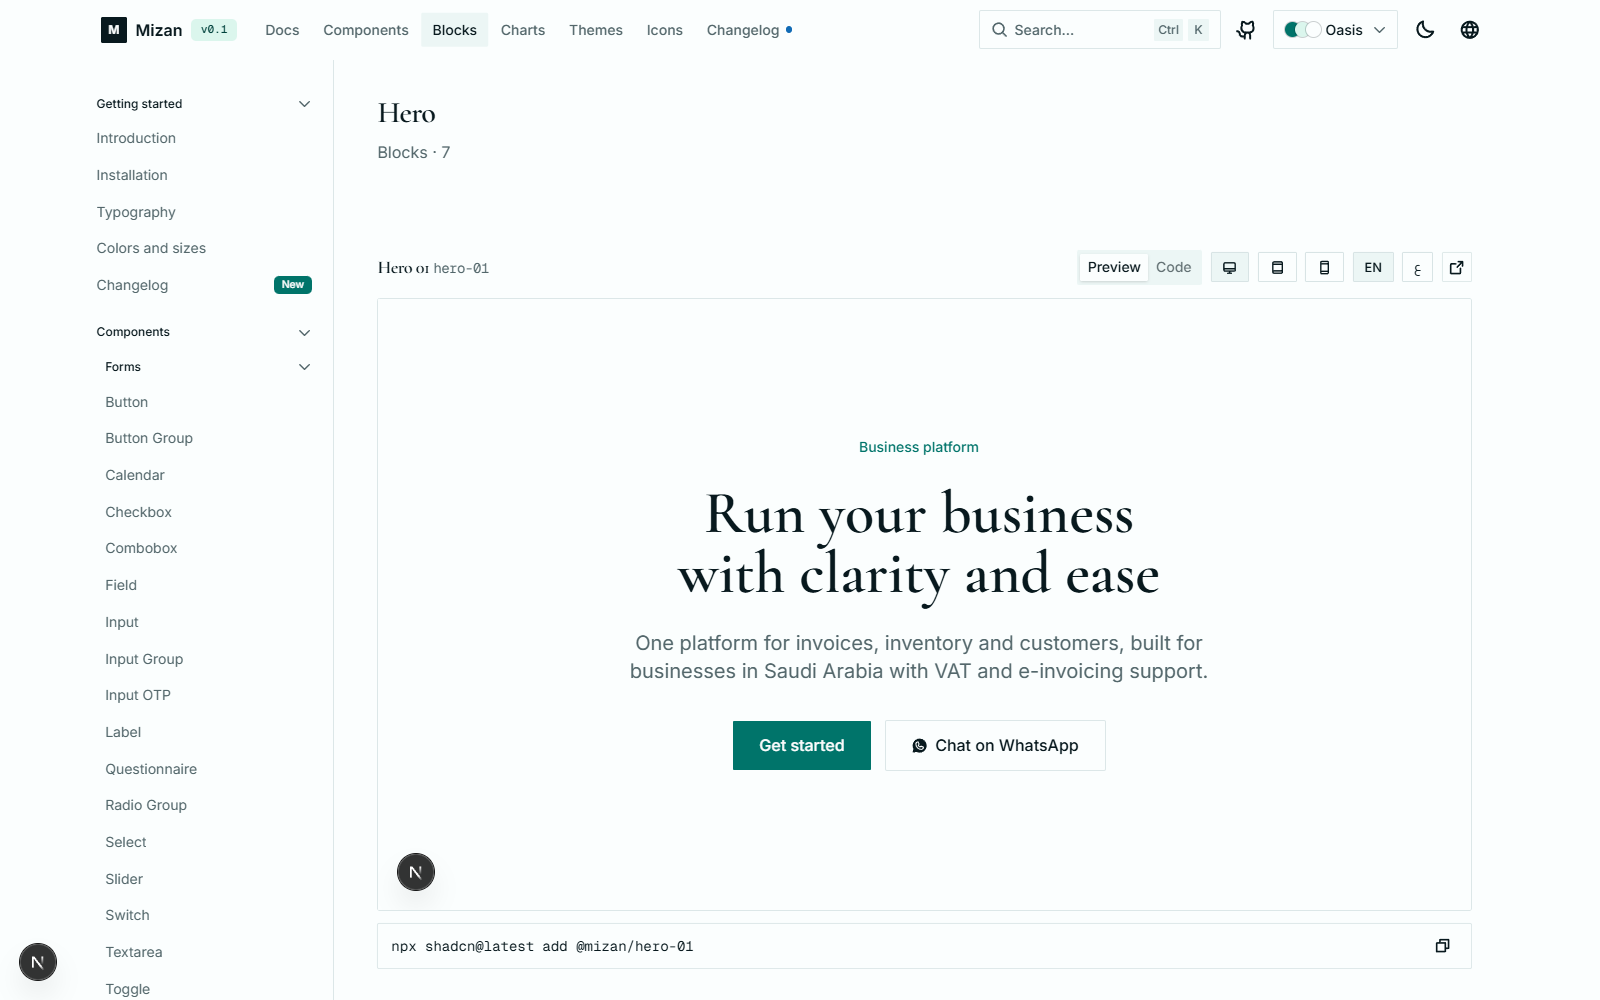 M Mizan v0.1 Docs Components Blocks Charts Themes Icons Changelog Search... Ctrl K Oasis
Getting started
Introduction
Installation
Typography
Colors and sizes
Changelog New
Components
Forms
Button
Button Group
Calendar
Checkbox
Combobox
Field
Input
Input Group
Input OTP
Label
Questionnaire
Radio Group
Select
Slider
Switch
Textarea
Toggle
Hero
Blocks · 7
Hero 01 hero-01 Preview Code EN ع
Business platform
Run your business
with clarity and ease
One platform for invoices, inventory and customers, built for
businesses in Saudi Arabia with VAT and e-invoicing support.
Get started Chat on WhatsApp
N
npx shadcn@latest add @mizan/hero-01
N